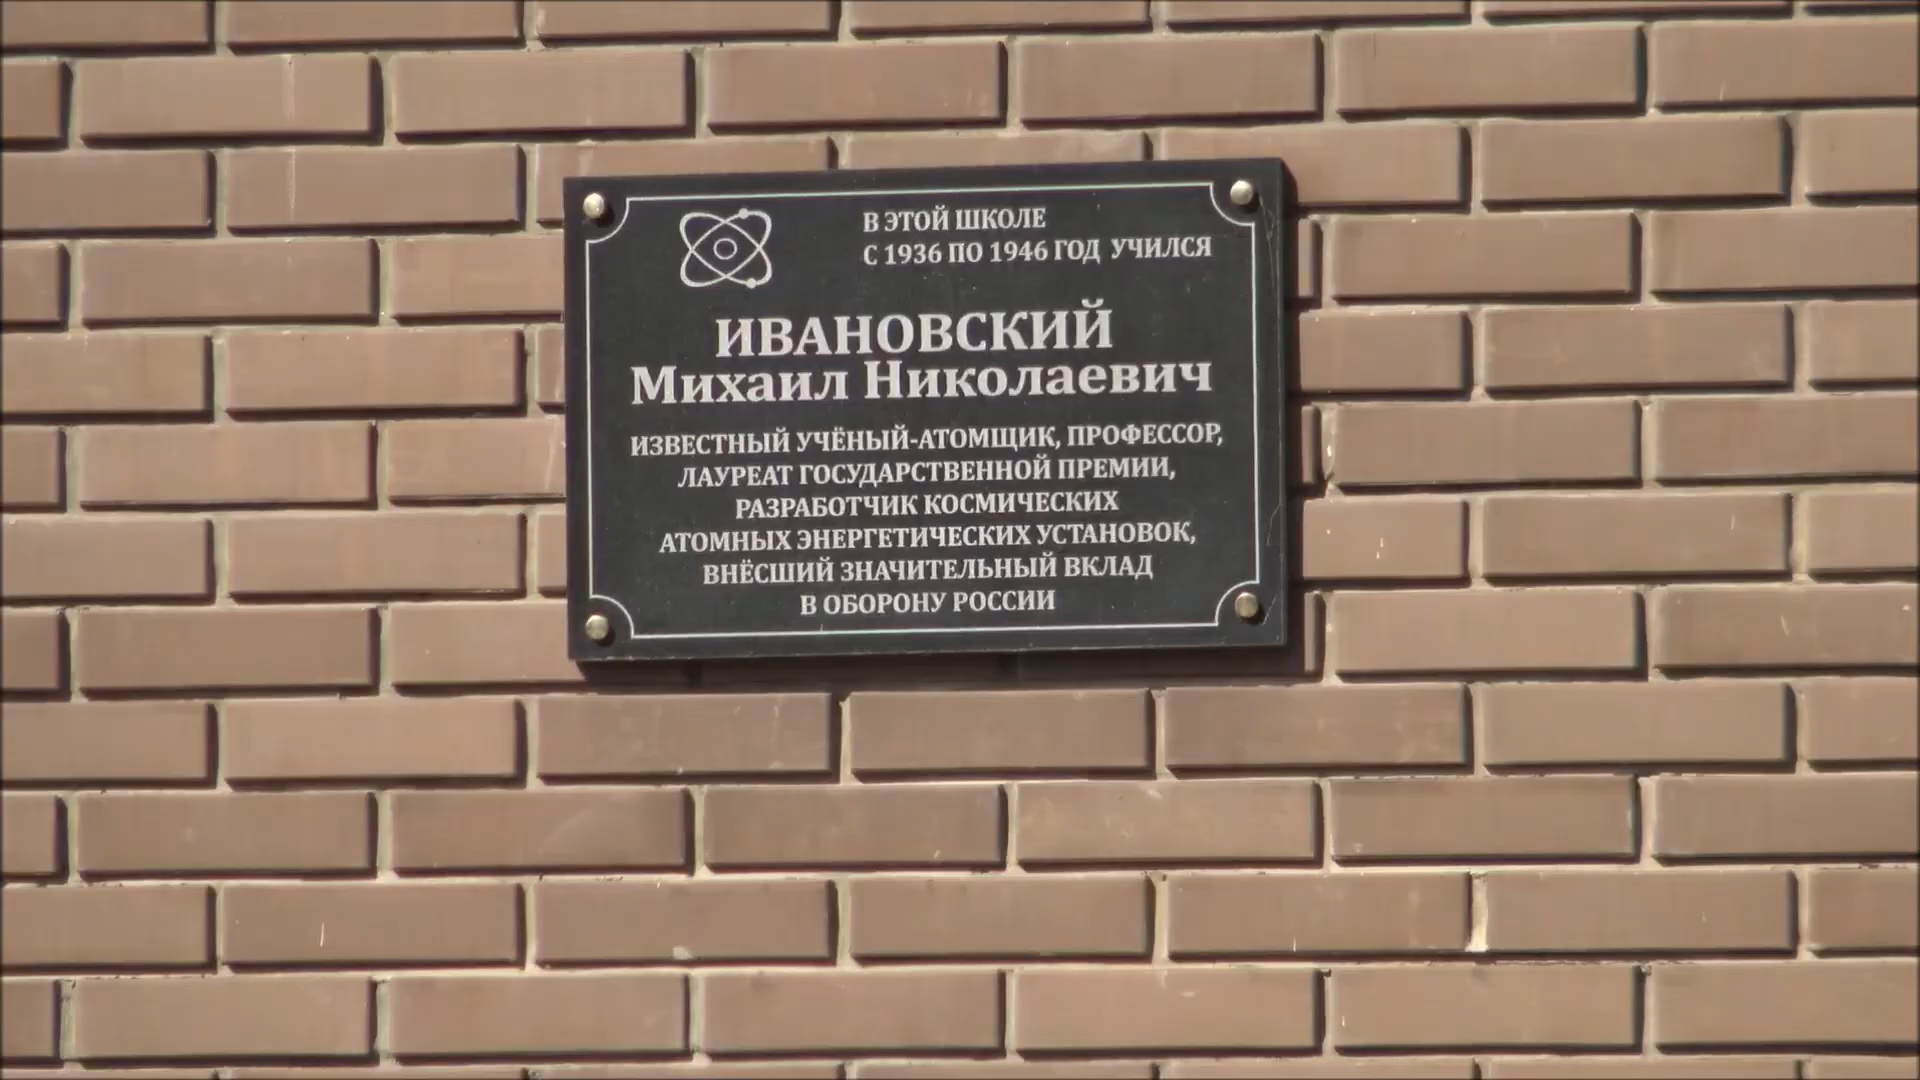 В ЭТОЙ ШКОЛЕ
С 1936 ПО 1946 ГОД УЧИЛСЯ
ИВАНОВСКИЙ
Михаил Николаевич
ИЗВЕСТНЫЙ УЧЁНЫЙ-АТОМЩИК, ПРОФЕССОР,
ЛАУРЕАТ ГОСУДАРСТВЕННОЙ ПРЕМИИ,
РАЗРАБОТЧИК КОСМИЧЕСКИХ
АТОМНЫХ ЭНЕРГЕТИЧЕСКИХ УСТАНОВОК,
ВНЁСШИЙ ЗНАЧИТЕЛЬНЫЙ ВКЛАД
В ОБОРОНУ РОССИИ